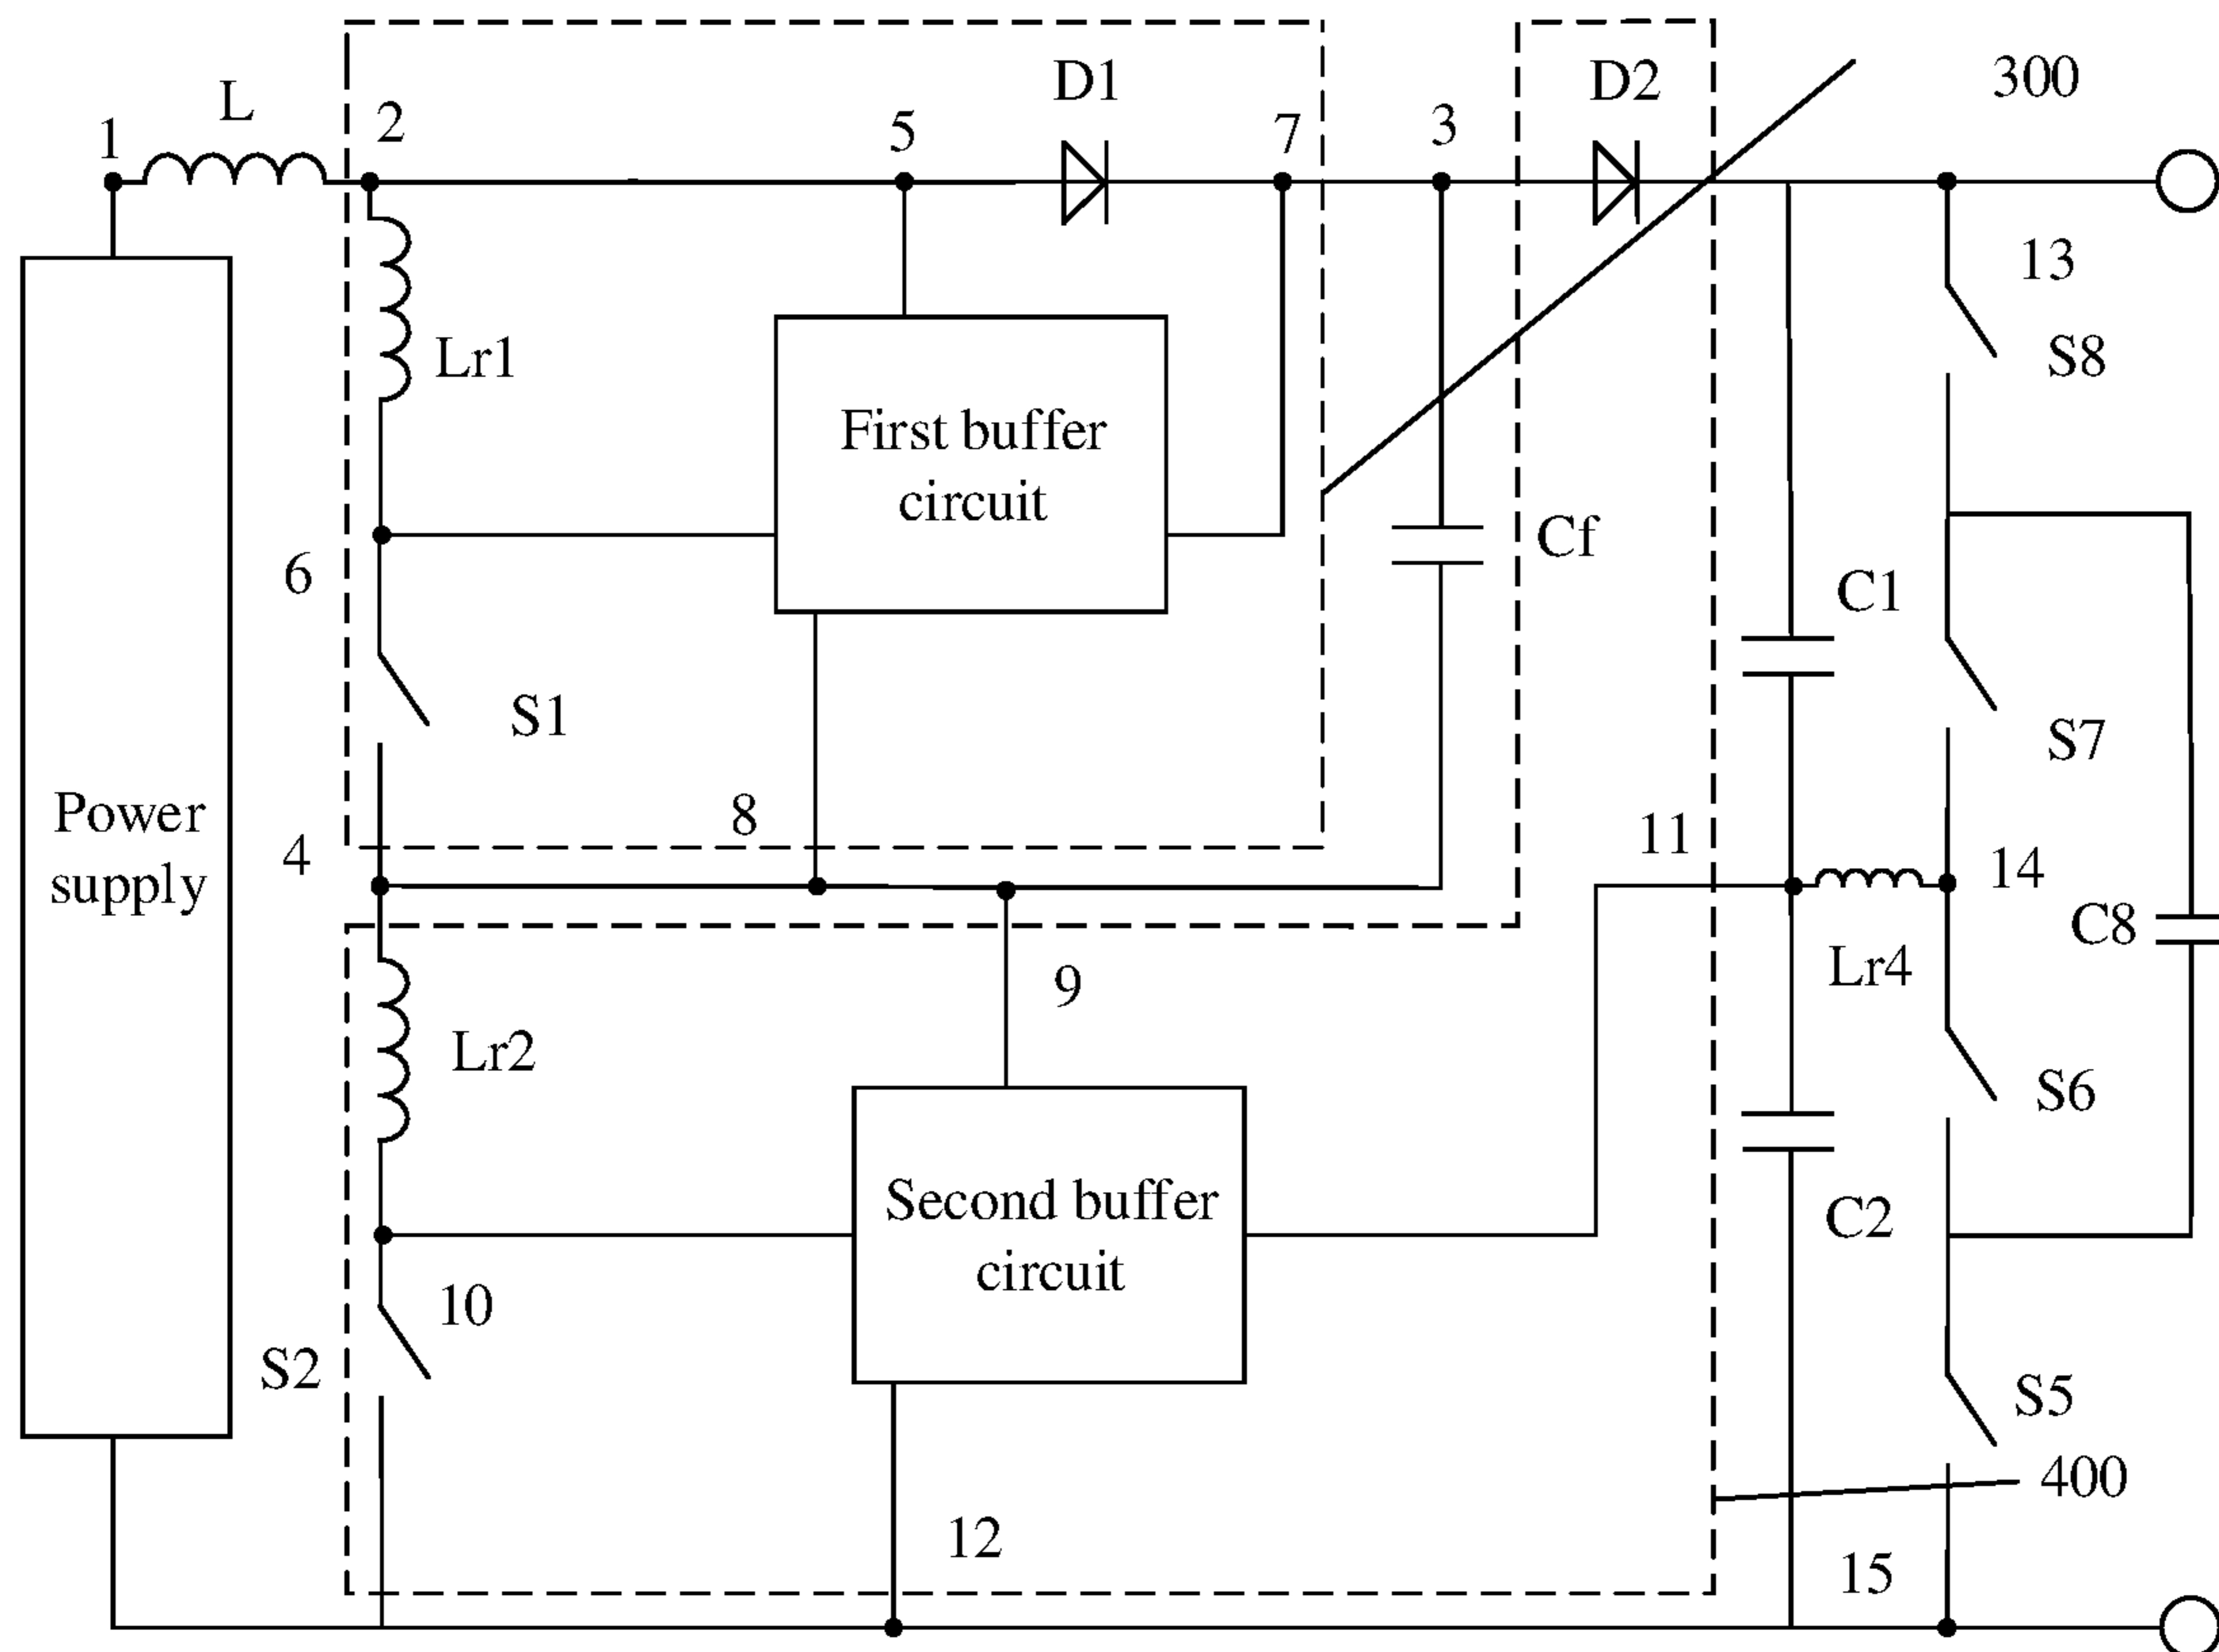 300
D1
D2
L
1
2
5
7
3
13
S8
Lr1
First buffer
circuit
Cf
6
C1
S1
S7
Power
supply
4
8
11
14
C8
9
Lr4
Lr2
S6
Second buffer
circuit
C2
10
S2
S5
400
12
15